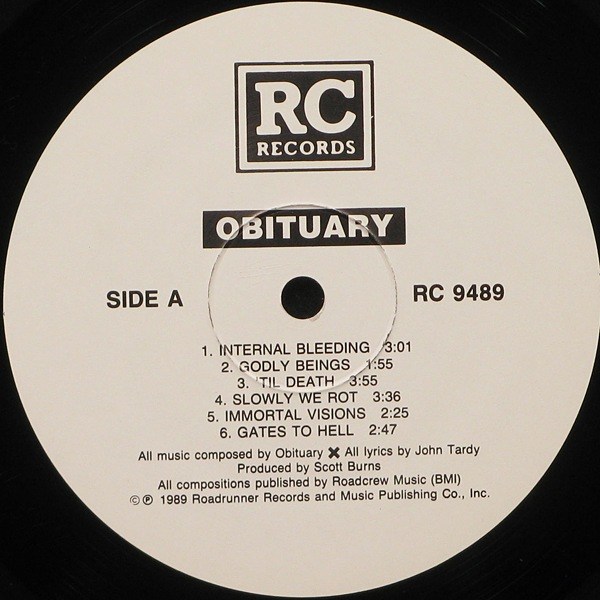 RC
RECORDS
OBITUARY
SIDE A
RC 9489
1. INTERNAL BLEEDING 3:01
2. GODLY BEINGS 1:55
3. 'TIL DEATH 3:55
4. SLOWLY WE ROT 3:36
5. IMMORTAL VISIONS 2:25
6. GATES TO HELL 2:47
All music composed by Obituary ✖ All lyrics by John Tardy
Produced by Scott Burns
All compositions published by Roadcrew Music (BMI)
© ℗ 1989 Roadrunner Records and Music Publishing Co., Inc.